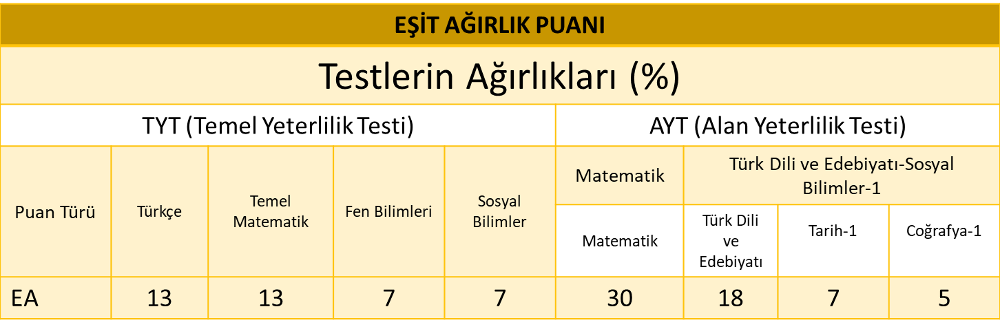 EŞİT AĞIRLIK PUANI
Testlerin Ağırlıkları (%)
TYT (Temel Yeterlilik Testi)
AYT (Alan Yeterlilik Testi)
Puan Türü
Türkçe
Temel
Matematik
Fen Bilimleri
Sosyal
Bilimler
Matematik
Türk Dili ve Edebiyatı-Sosyal
Bilimler-1
Matematik
Türk Dili
ve
Edebiyatı
Tarih-1
Coğrafya-1
EA 13 13 7 7 30 18 7 5